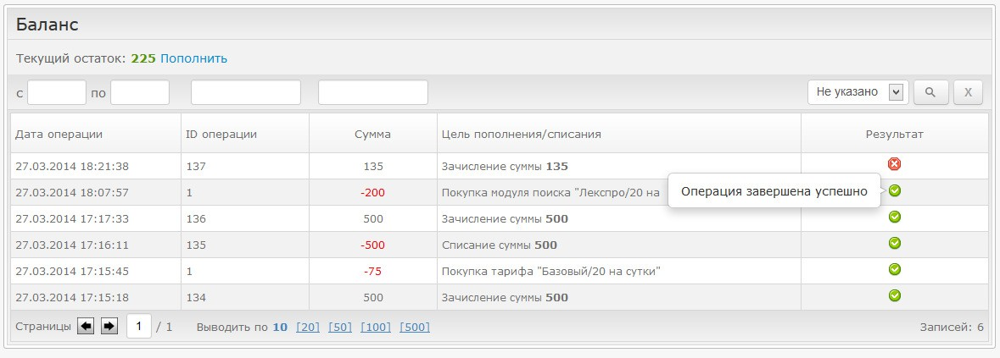 Баланс
Текущий остаток: 225 Пополнить
с по Не указано X
Дата операции ID операции Сумма Цель пополнения/списания Результат
27.03.2014 18:21:38 137 135 Зачисление суммы 135
27.03.2014 18:07:57 1 -200 Покупка модуля поиска "Лекспро/20 на Операция завершена успешно
27.03.2014 17:17:33 136 500 Зачисление суммы 500
27.03.2014 17:16:11 135 -500 Списание суммы 500
27.03.2014 17:15:45 1 -75 Покупка тарифа "Базовый/20 на сутки"
27.03.2014 17:15:18 134 500 Зачисление суммы 500
Страницы 1 / 1 Выводить по 10 [20] [50] [100] [500] Записей: 6